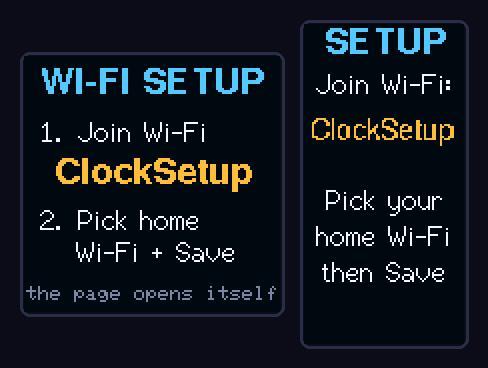 WI-FI SETUP
1. Join Wi-Fi
ClockSetup
2. Pick home
Wi-Fi + Save
the page opens itself
SETUP
Join Wi-Fi:
ClockSetup
Pick your
home Wi-Fi
then Save